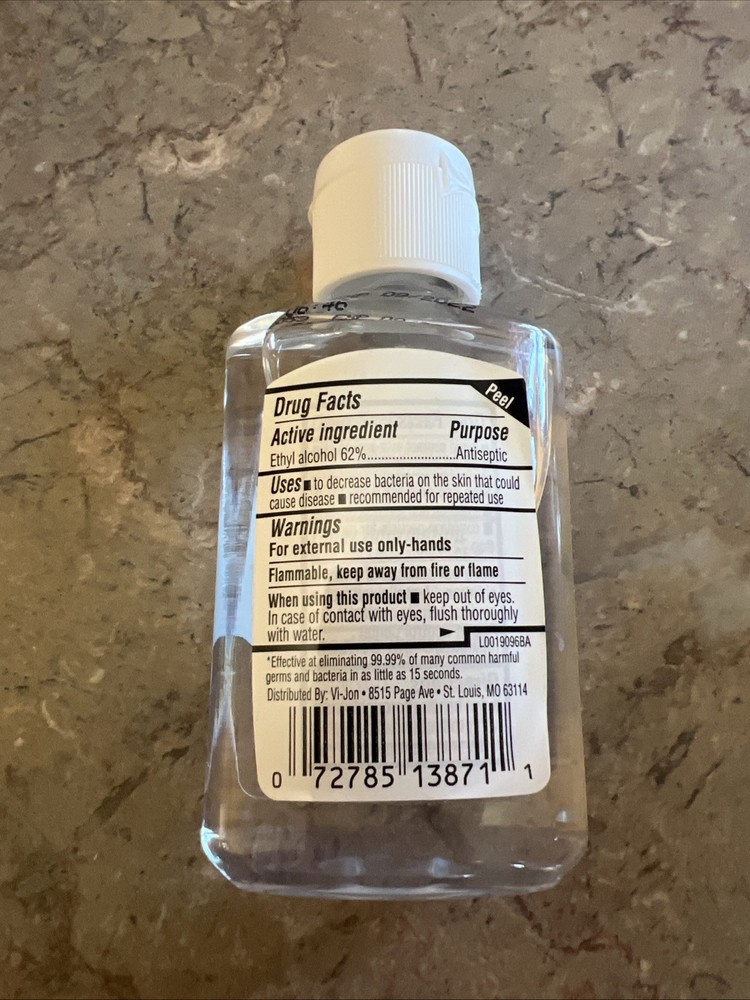 09/2022
Peel
Drug Facts
Active ingredient Purpose
Ethyl alcohol 62%..........................Antiseptic
Uses ■ to decrease bacteria on the skin that could
cause disease ■ recommended for repeated use
Warnings
For external use only-hands
Flammable, keep away from fire or flame
When using this product ■ keep out of eyes.
In case of contact with eyes, flush thoroughly
with water.
L0019096BA
*Effective at eliminating 99.99% of many common harmful
germs and bacteria in as little as 15 seconds.
Distributed By: Vi-Jon • 8515 Page Ave • St. Louis, MO 63114
0 72785 13871 1